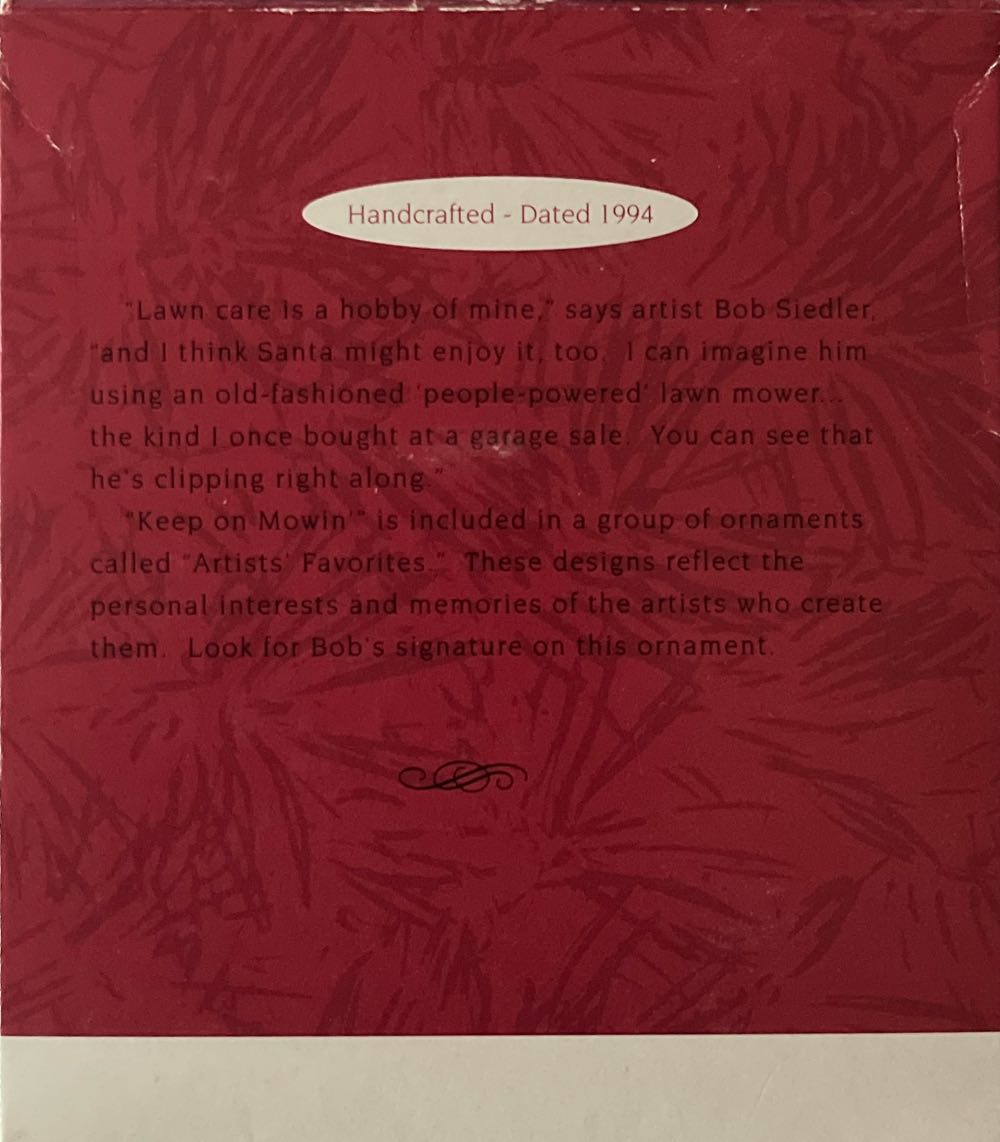 Handcrafted - Dated 1994
"Lawn care is a hobby of mine," says artist Bob Siedler,
"and I think Santa might enjoy it, too.  I can imagine him
using an old-fashioned 'people-powered' lawn mower...
the kind I once bought at a garage sale.  You can see that
he's clipping right along."
"Keep on Mowin'" is included in a group of ornaments
called "Artists' Favorites."  These designs reflect the
personal interests and memories of the artists who create
them.  Look for Bob's signature on this ornament.